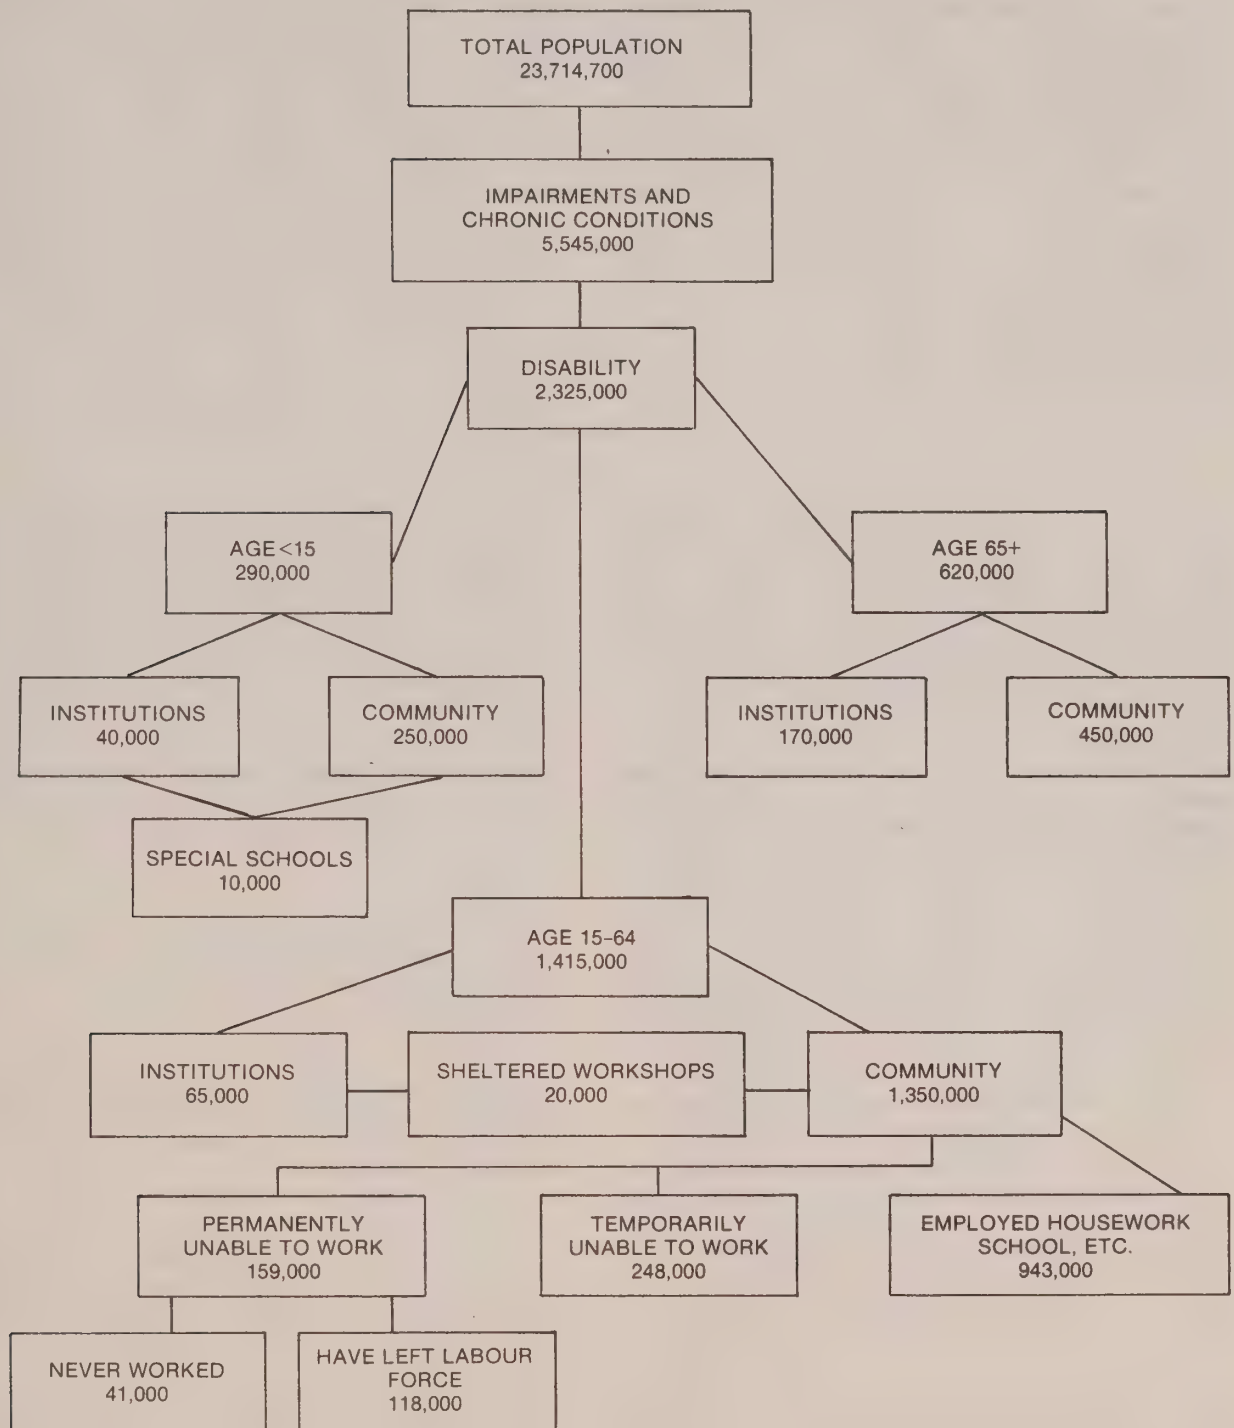 TOTAL POPULATION
23,714,700
IMPAIRMENTS AND
CHRONIC CONDITIONS
5,545,000
DISABILITY
2,325,000
AGE<15
290,000
AGE 65+
620,000
INSTITUTIONS
40,000
COMMUNITY
250,000
INSTITUTIONS
170,000
COMMUNITY
450,000
SPECIAL SCHOOLS
10,000
AGE 15-64
1,415,000
INSTITUTIONS
65,000
SHELTERED WORKSHOPS
20,000
COMMUNITY
1,350,000
PERMANENTLY
UNABLE TO WORK
159,000
TEMPORARILY
UNABLE TO WORK
248,000
EMPLOYED HOUSEWORK
SCHOOL, ETC.
943,000
NEVER WORKED
41,000
HAVE LEFT LABOUR
FORCE
118,000